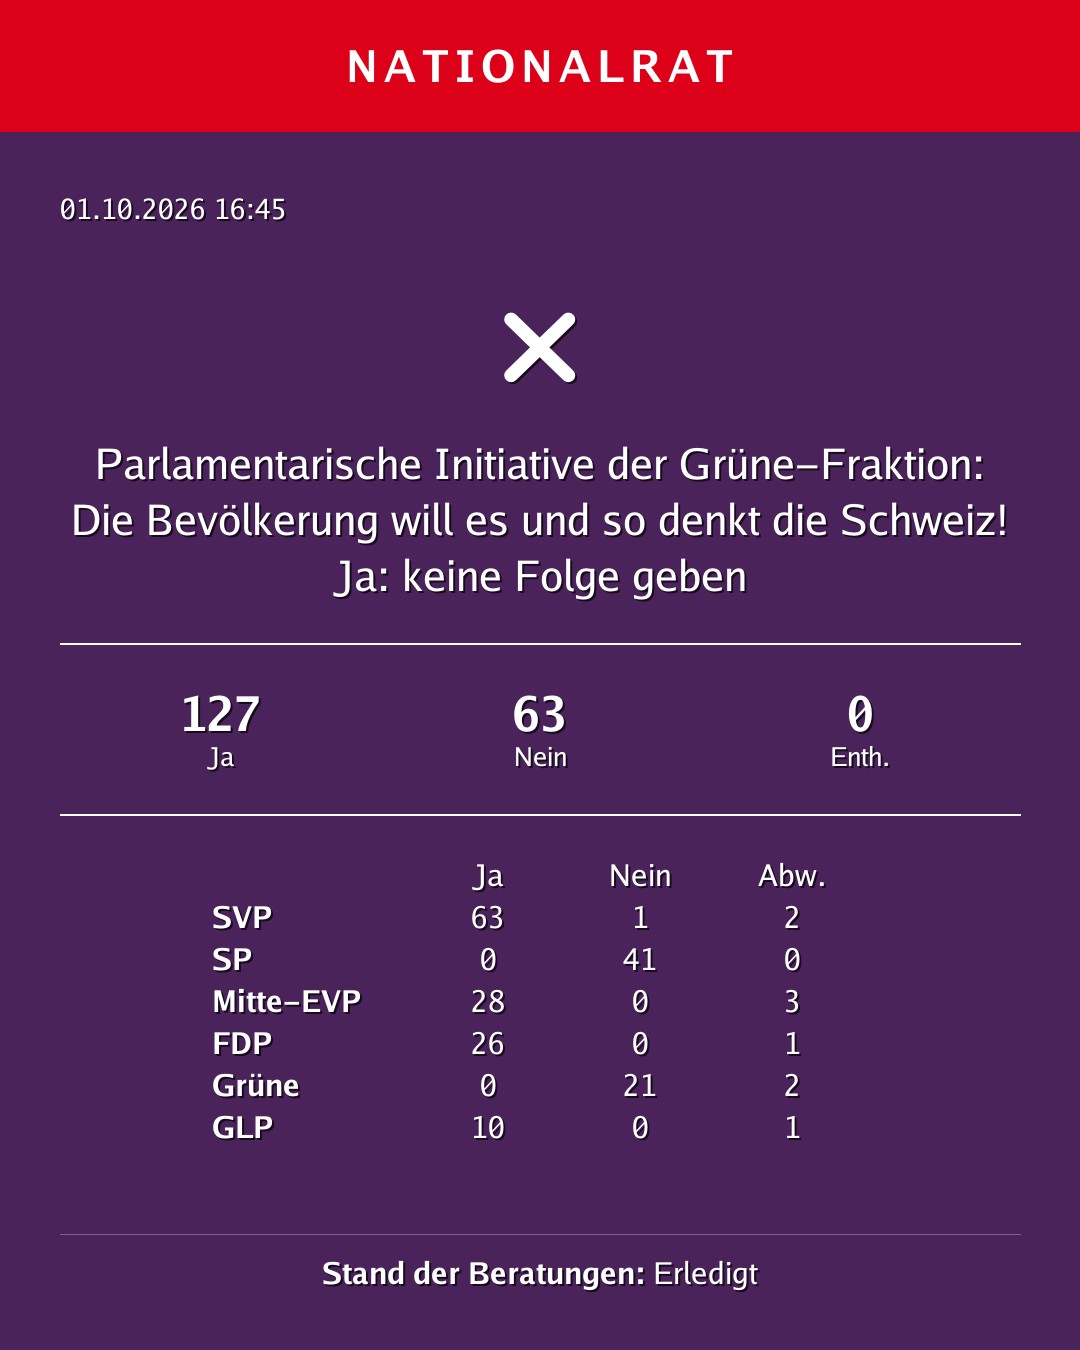 NATIONALRAT
01.10.2026 16:45
Parlamentarische Initiative der Grüne–Fraktion:
Die Bevölkerung will es und so denkt die Schweiz!
Ja: keine Folge geben
127 63 0
Ja Nein Enth.
Ja Nein Abw.
SVP 63 1 2
SP 0 41 0
Mitte–EVP 28 0 3
FDP 26 0 1
Grüne 0 21 2
GLP 10 0 1
Stand der Beratungen: Erledigt